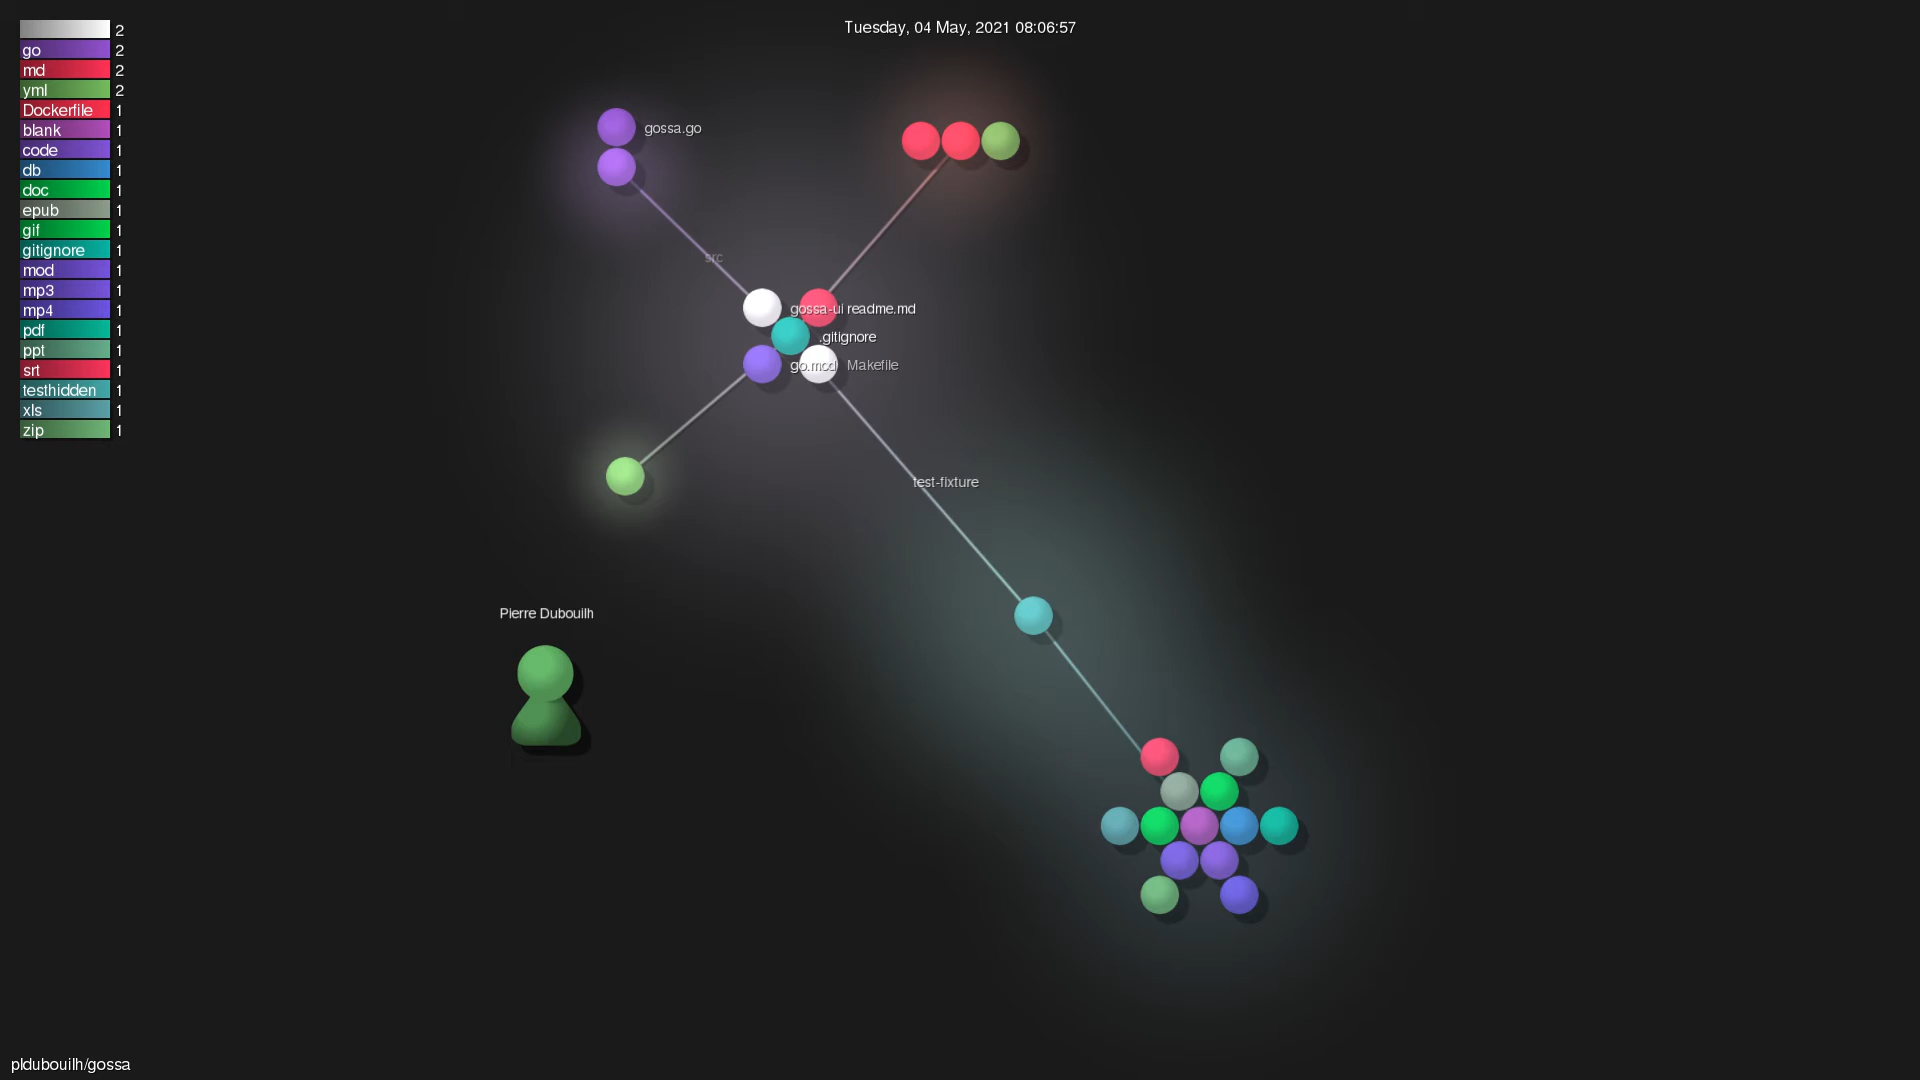 Tuesday, 04 May, 2021 08:06:57
2
go 2
md 2
yml 2
Dockerfile 1
blank 1
code 1
db 1
doc 1
epub 1
gif 1
gitignore 1
mod 1
mp3 1
mp4 1
pdf 1
ppt 1
srt 1
testhidden 1
xls 1
zip 1
gossa.go
src
gossa-ui readme.md
.gitignore
go.mod Makefile
test-fixture
Pierre Dubouilh
pldubouilh/gossa